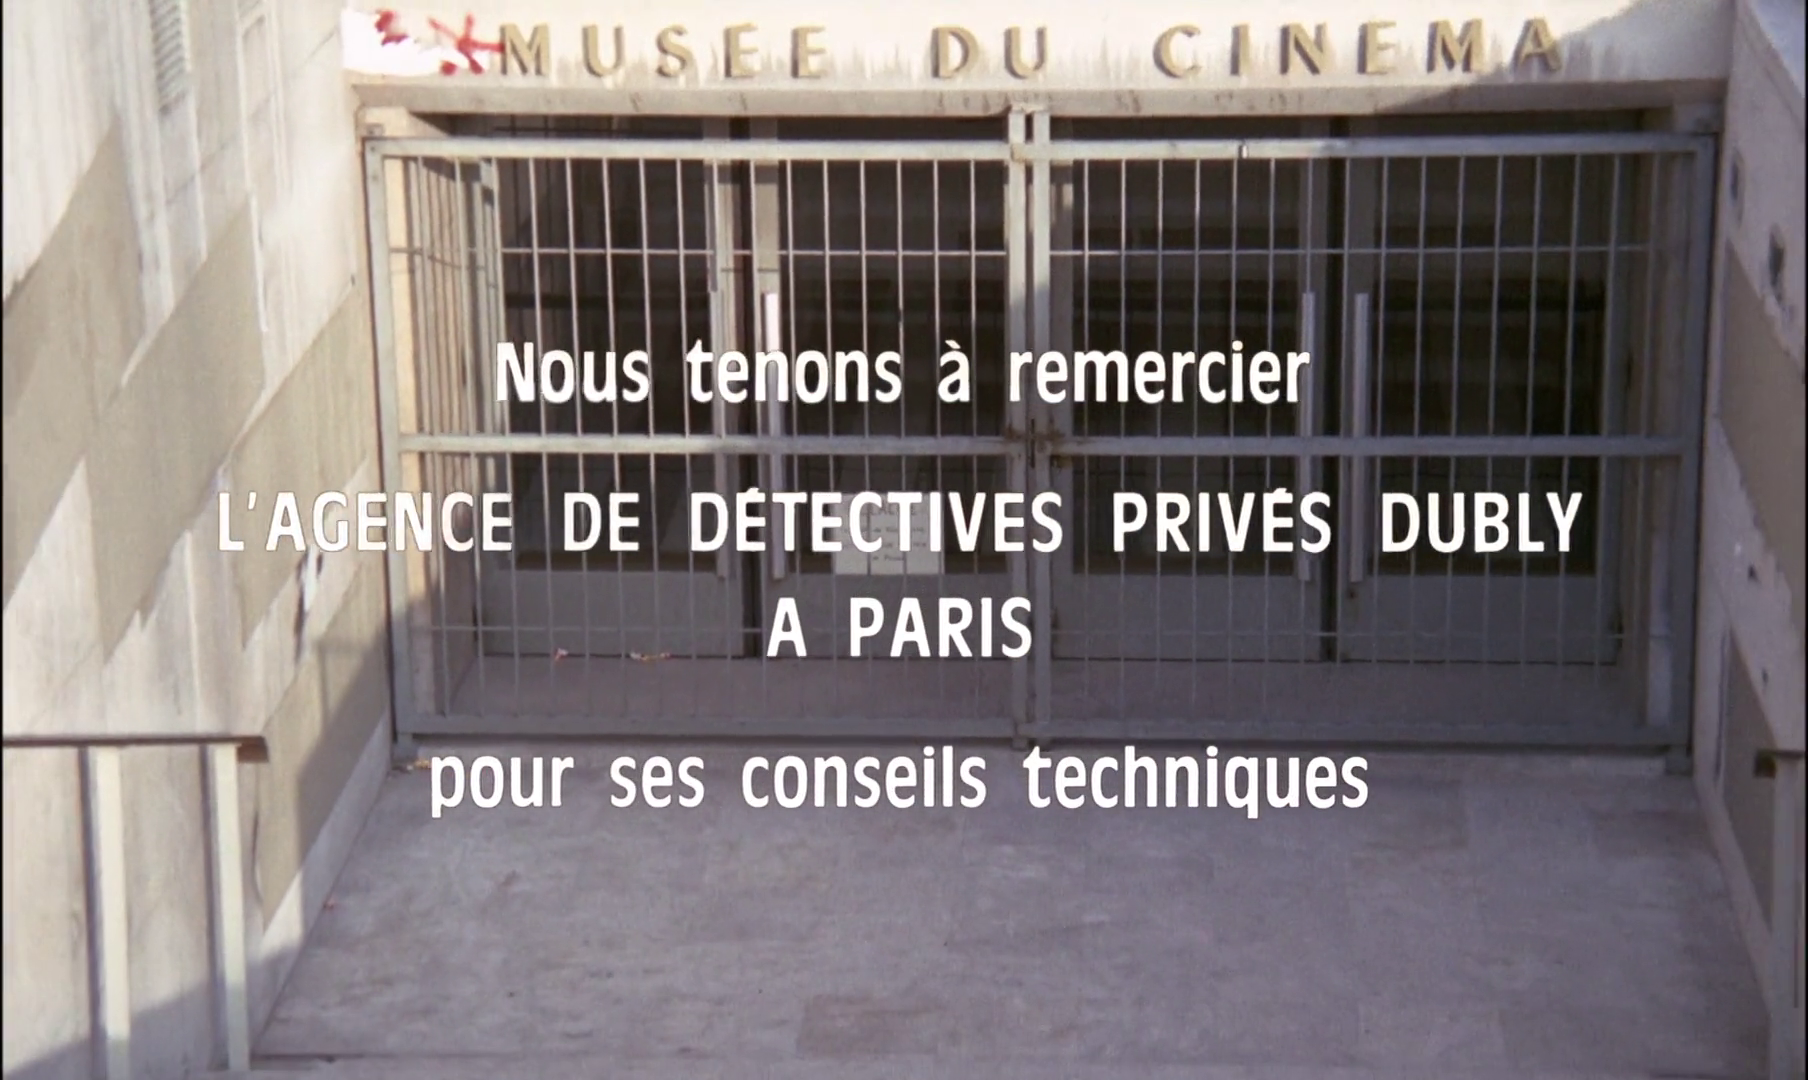 MUSEE DU CINEMA
Nous tenons à remercier
L'AGENCE DE DÉTECTIVES PRIVÉS DUBLY
A PARIS
pour ses conseils techniques